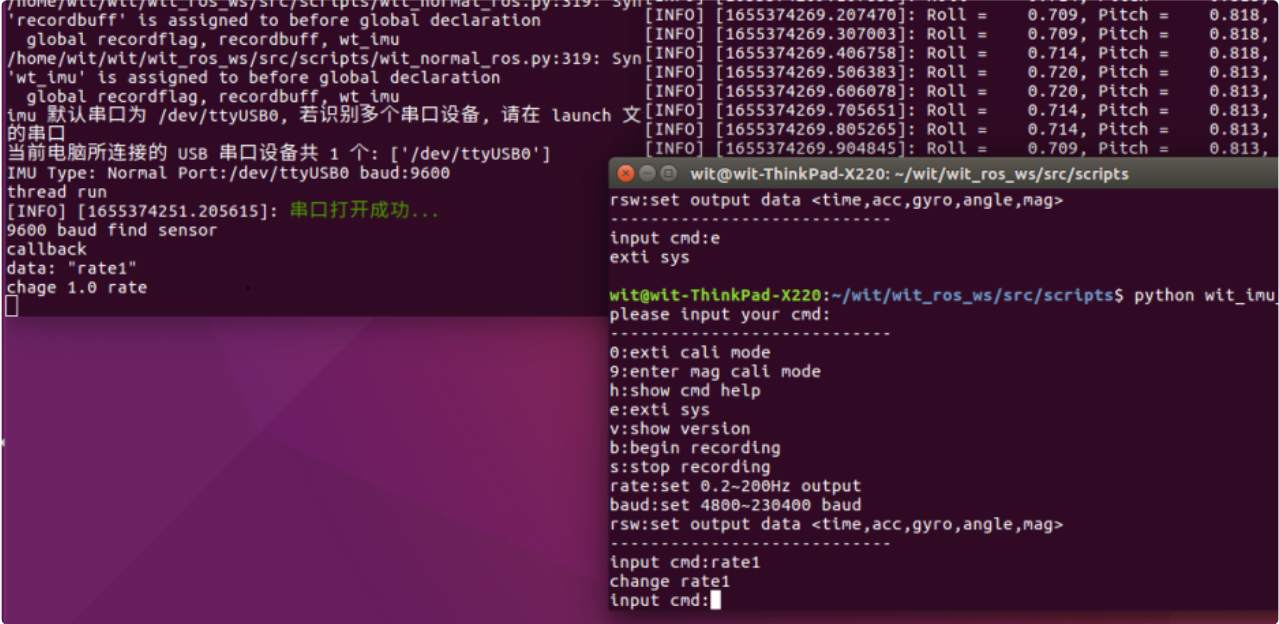 /home/wit/wit/wit_ros_ws/src/scripts/wit_normal_ros.py:319: Syn
'recordbuff' is assigned to before global declaration
global recordflag, recordbuff, wt_imu
/home/wit/wit/wit_ros_ws/src/scripts/wit_normal_ros.py:319: Syn
'wt_imu' is assigned to before global declaration
global recordflag, recordbuff, wt_imu
imu 默认串口为 /dev/ttyUSB0, 若识别多个串口设备, 请在 launch 文
的串口
当前电脑所连接的 USB 串口设备共 1 个: ['/dev/ttyUSB0']
IMU Type: Normal Port:/dev/ttyUSB0 baud:9600
thread run
[INFO] [1655374251.205615]: 串口打开成功...
9600 baud find sensor
callback
data: "rate1"
chage 1.0 rate
[INFO] [1655374269.207470]: Roll = 0.709, Pitch = 0.818,
[INFO] [1655374269.307003]: Roll = 0.709, Pitch = 0.818,
[INFO] [1655374269.406758]: Roll = 0.714, Pitch = 0.818,
[INFO] [1655374269.506383]: Roll = 0.720, Pitch = 0.813,
[INFO] [1655374269.606078]: Roll = 0.720, Pitch = 0.813,
[INFO] [1655374269.705651]: Roll = 0.714, Pitch = 0.813,
[INFO] [1655374269.805265]: Roll = 0.714, Pitch = 0.813,
[INFO] [1655374269.904845]: Roll = 0.709, Pitch = 0.813,
wit@wit-ThinkPad-X220: ~/wit/wit_ros_ws/src/scripts
rsw:set output data <time,acc,gyro,angle,mag>
----------------------------
input cmd:e
exti sys
wit@wit-ThinkPad-X220:~/wit/wit_ros_ws/src/scripts$ python wit_imu_
please input your cmd:
----------------------------
0:exti cali mode
9:enter mag cali mode
h:show cmd help
e:exti sys
v:show version
b:begin recording
s:stop recording
rate:set 0.2~200Hz output
baud:set 4800~230400 baud
rsw:set output data <time,acc,gyro,angle,mag>
----------------------------
input cmd:rate1
change rate1
input cmd: